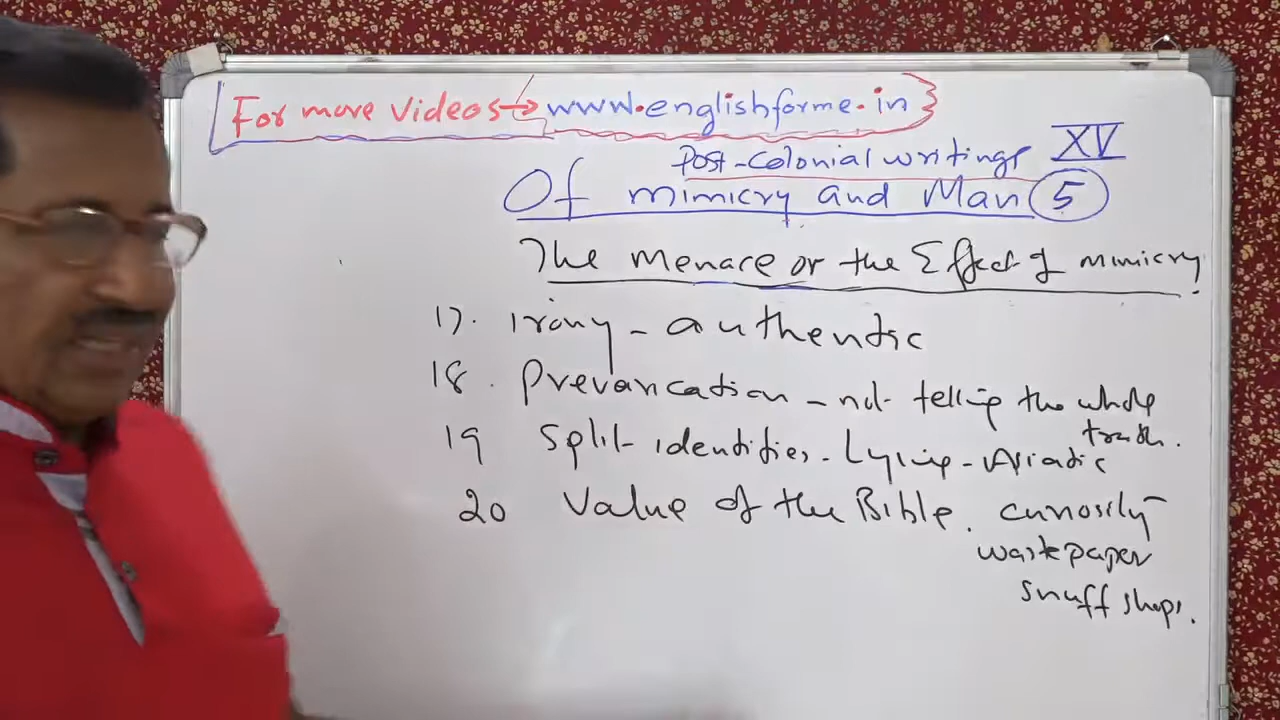 For more videos → www.englishforme.in
Post-Colonial writings XV
Of mimicry and Man 5
The Menace or the Effect of mimicry
17. Irony - authentic
18. Prevarication - not telling the whole
truth.
19 Split identities - Lying - Asiatic
20 Value of the Bible. curiosity
wastepaper
snuff shops.